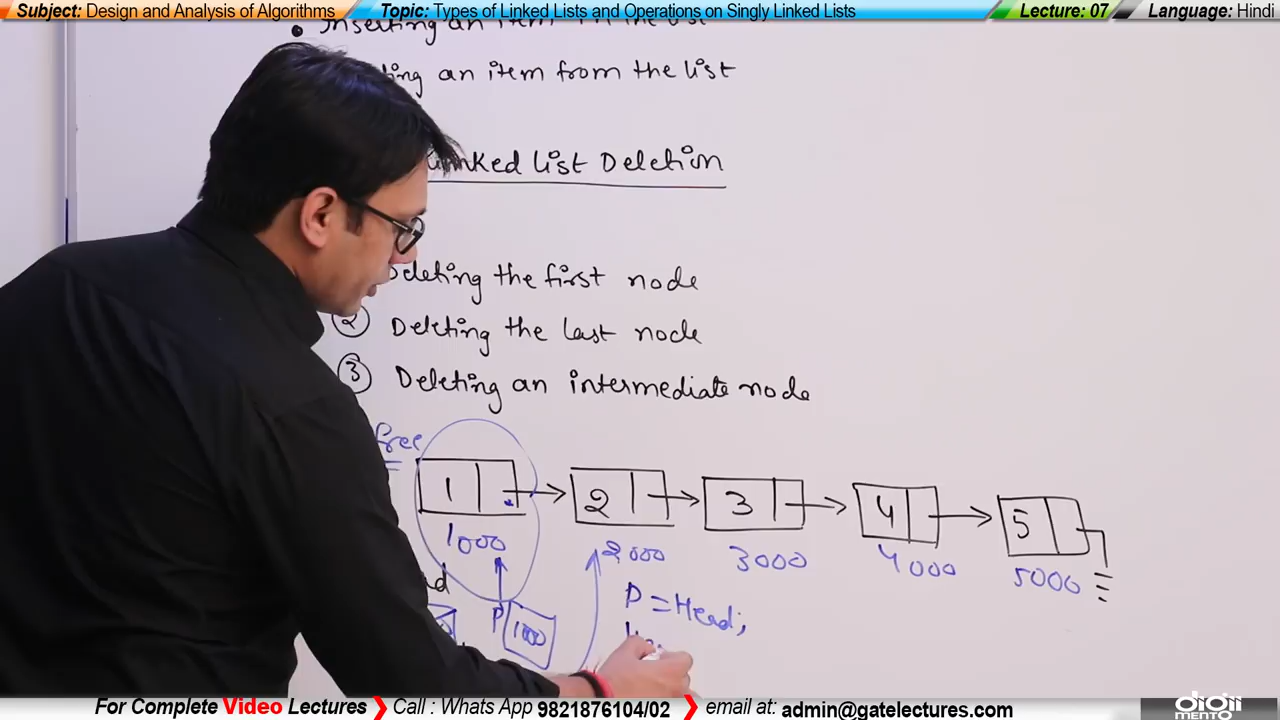 Subject: Design and Analysis of Algorithms Topic: Types of Linked Lists and Operations on Singly Linked Lists Lecture: 07 Language: Hindi
• Inserting an item in the list
ting an item from the list
Linked List Deletion
Deleting the first node
② Deleting the last node
③ Deleting an intermediate node
free
1 2 3 4 5
1000 2000 3000 4000 5000
P = Head;
P 1000
For Complete Video Lectures Call : Whats App 9821876104/02 email at: admin@gatelectures.com
digii
MENTO